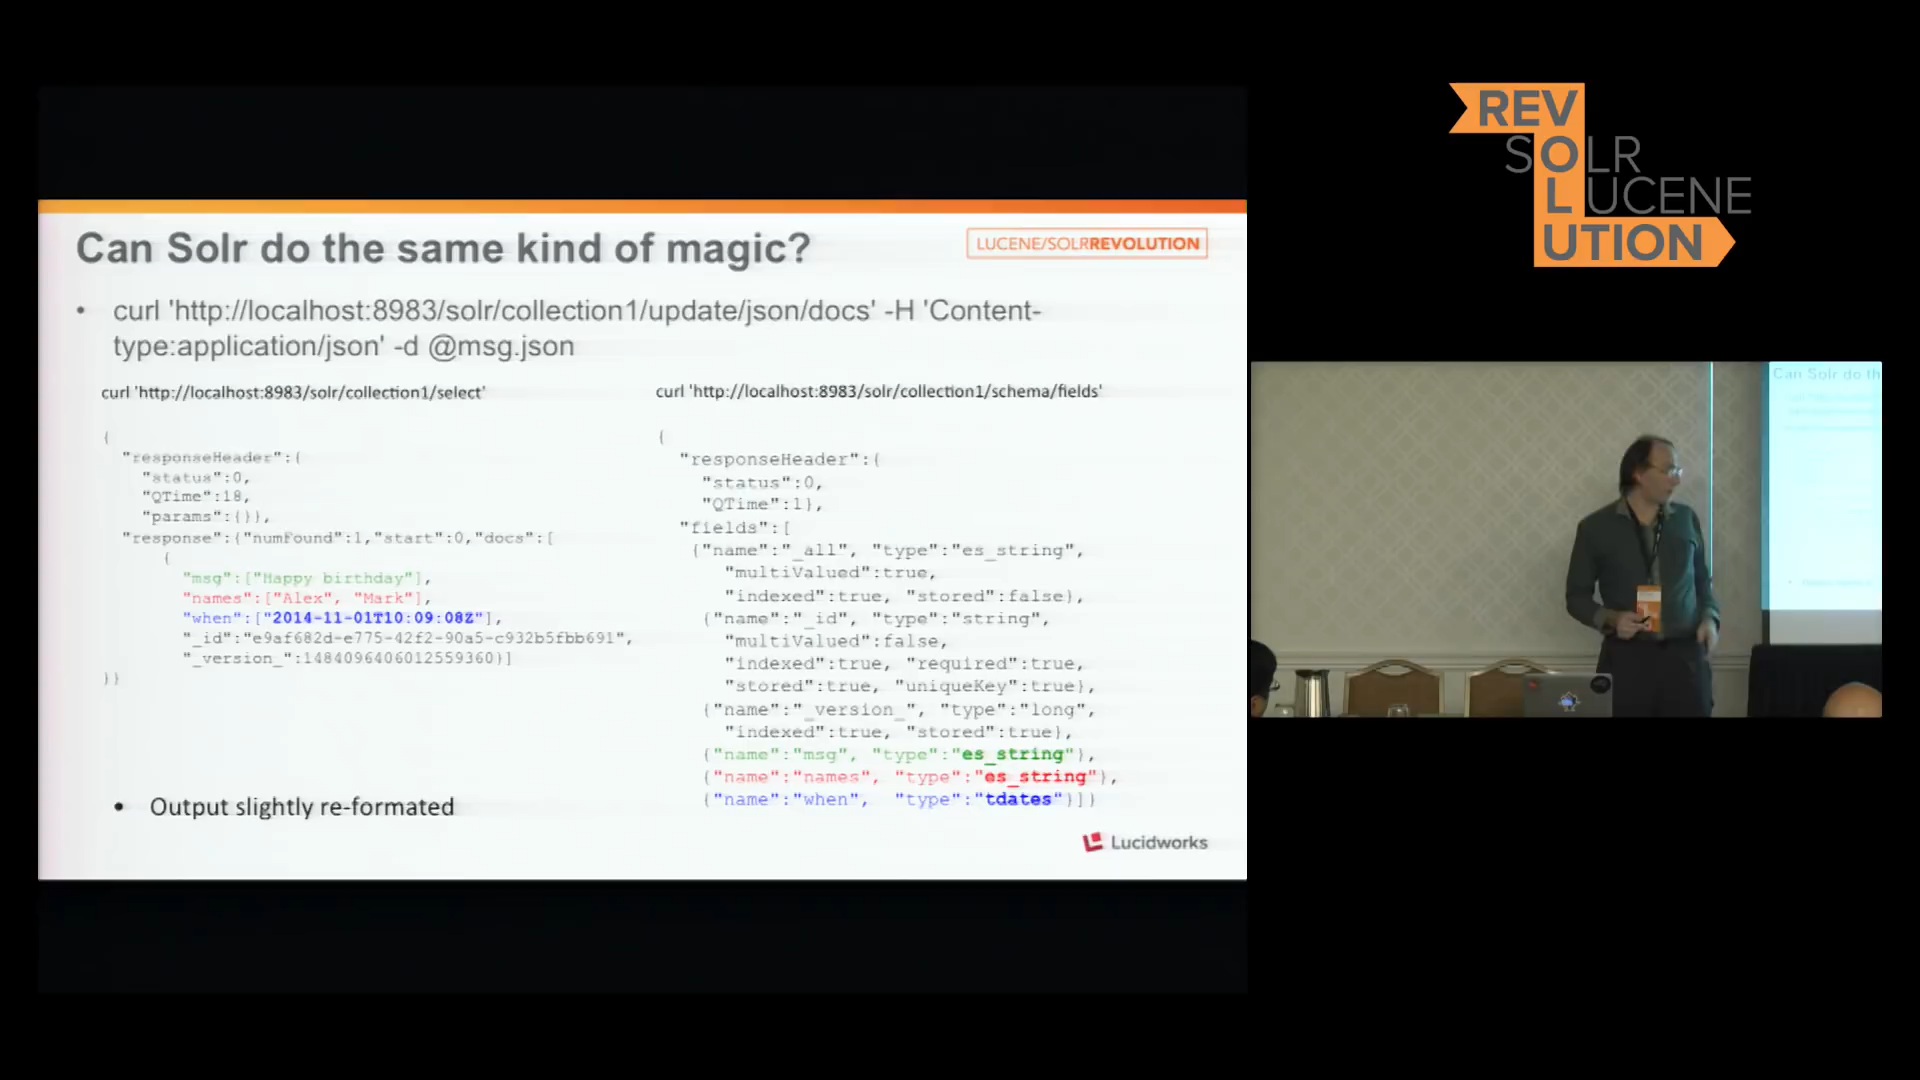 REV
SOLR
LUCENE
UTION
Can Solr do the same kind of magic?
LUCENE/SOLRREVOLUTION
• curl 'http://localhost:8983/solr/collection1/update/json/docs' -H 'Content-
type:application/json' -d @msg.json
curl 'http://localhost:8983/solr/collection1/select'
{
"responseHeader":{
"status":0,
"QTime":18,
"params":{}},
"response":{"numFound":1,"start":0,"docs":[
{
"msg":["Happy birthday"],
"names":["Alex", "Mark"],
"when":["2014-11-01T10:09:08Z"],
"_id":"e9af682d-e775-42f2-90a5-c932b5fbb691",
"_version_":1484096406012559360}]
}}
• Output slightly re-formated
curl 'http://localhost:8983/solr/collection1/schema/fields'
{
"responseHeader":{
"status":0,
"QTime":1},
"fields":[
{"name":"_all", "type":"es_string",
"multiValued":true,
"indexed":true, "stored":false},
{"name":"_id", "type":"string",
"multiValued":false,
"indexed":true, "required":true,
"stored":true, "uniqueKey":true},
{"name":"_version_", "type":"long",
"indexed":true, "stored":true},
{"name":"msg", "type":"es_string"},
{"name":"names", "type":"es_string"},
{"name":"when", "type":"tdates"}]}
Lucidworks
Can Solr do th